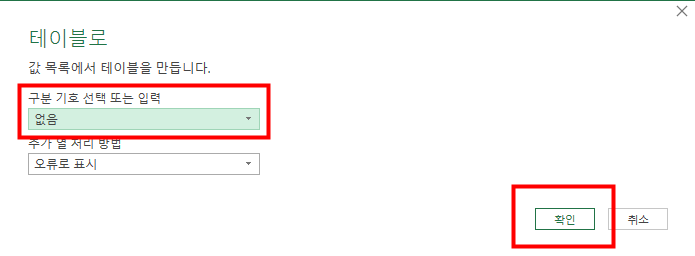 테이블로
값 목록에서 테이블을 만듭니다.
구분 기호 선택 또는 입력
없음
추가 열 처리 방법
오류로 표시
확인 취소